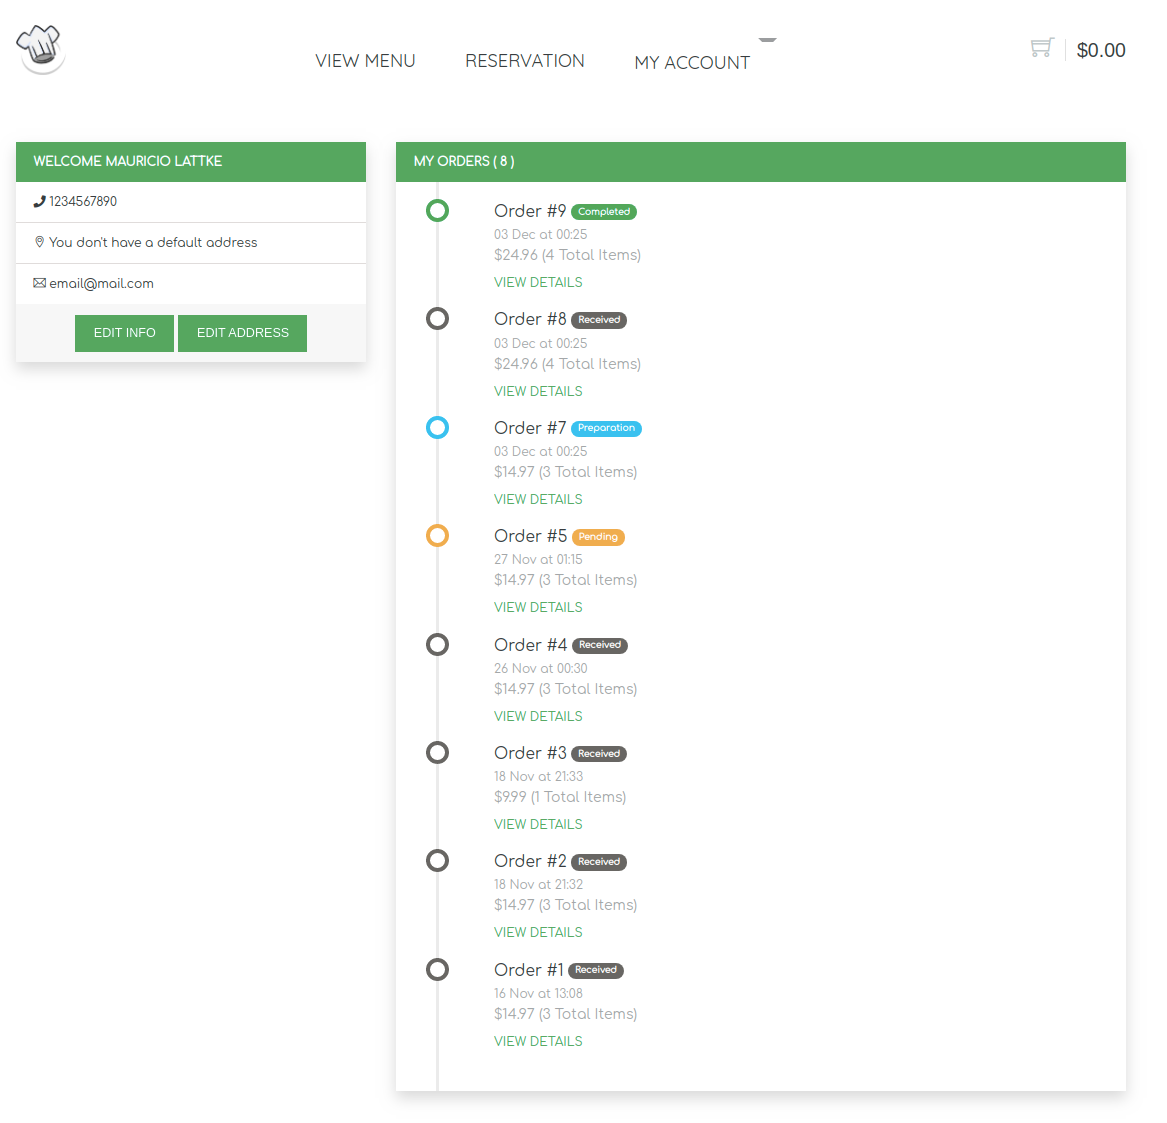 VIEW MENU
RESERVATION
MY ACCOUNT
$0.00
WELCOME MAURICIO LATTKE
1234567890
You don't have a default address
email@mail.com
EDIT INFO
EDIT ADDRESS
MY ORDERS ( 8 )
Order #9 Completed
03 Dec at 00:25
$24.96 (4 Total Items)
VIEW DETAILS
Order #8 Received
03 Dec at 00:25
$24.96 (4 Total Items)
VIEW DETAILS
Order #7 Preparation
03 Dec at 00:25
$14.97 (3 Total Items)
VIEW DETAILS
Order #5 Pending
27 Nov at 01:15
$14.97 (3 Total Items)
VIEW DETAILS
Order #4 Received
26 Nov at 00:30
$14.97 (3 Total Items)
VIEW DETAILS
Order #3 Received
18 Nov at 21:33
$9.99 (1 Total Items)
VIEW DETAILS
Order #2 Received
18 Nov at 21:32
$14.97 (3 Total Items)
VIEW DETAILS
Order #1 Received
16 Nov at 13:08
$14.97 (3 Total Items)
VIEW DETAILS